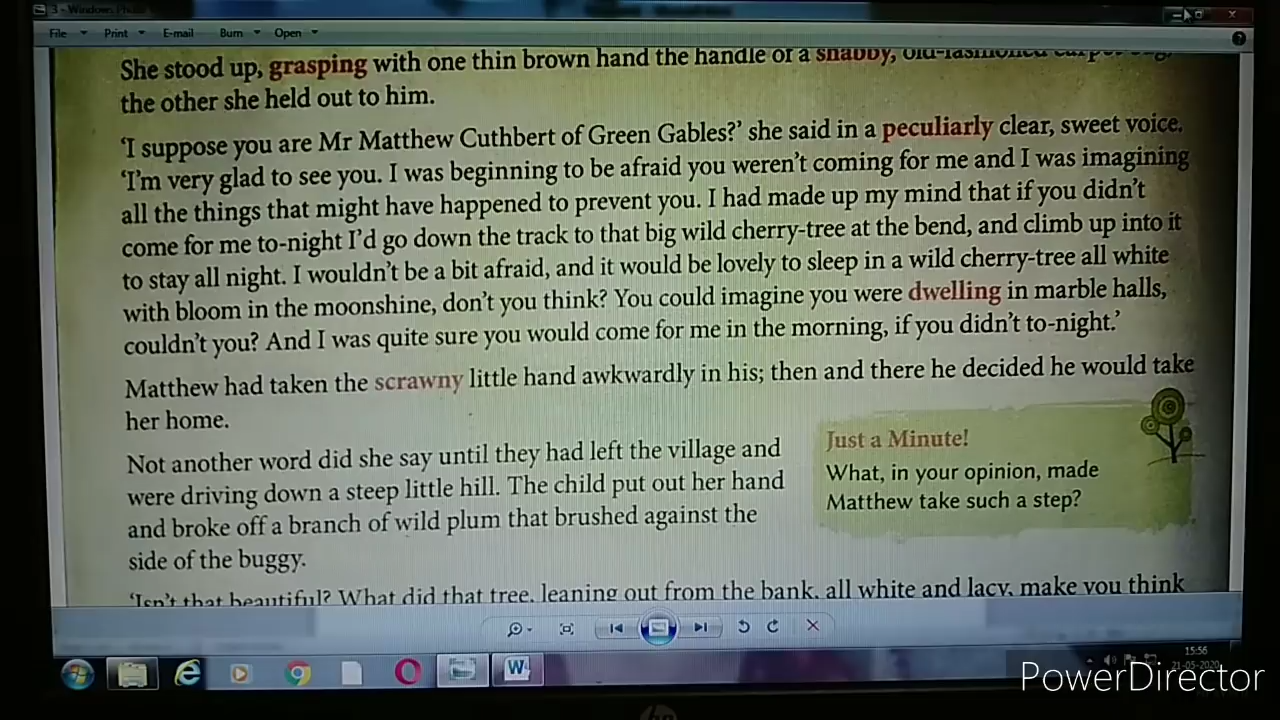 3 - Windows Ph
File Print E-mail Burn Open
She stood up, grasping with one thin brown hand the handle of a shabby, old-fashioned carpet
the other she held out to him.
‘I suppose you are Mr Matthew Cuthbert of Green Gables?’ she said in a peculiarly clear, sweet voice.
‘I’m very glad to see you. I was beginning to be afraid you weren’t coming for me and I was imagining
all the things that might have happened to prevent you. I had made up my mind that if you didn’t
come for me to-night I’d go down the track to that big wild cherry-tree at the bend, and climb up into it
to stay all night. I wouldn’t be a bit afraid, and it would be lovely to sleep in a wild cherry-tree all white
with bloom in the moonshine, don’t you think? You could imagine you were dwelling in marble halls,
couldn’t you? And I was quite sure you would come for me in the morning, if you didn’t to-night.’
Matthew had taken the scrawny little hand awkwardly in his; then and there he decided he would take
her home.
Not another word did she say until they had left the village and
were driving down a steep little hill. The child put out her hand
and broke off a branch of wild plum that brushed against the
side of the buggy.
Just a Minute!
What, in your opinion, made
Matthew take such a step?
‘Isn’t that beautiful? What did that tree, leaning out from the bank, all white and lacy, make you think
15:56
21-05-2020
PowerDirector
hp